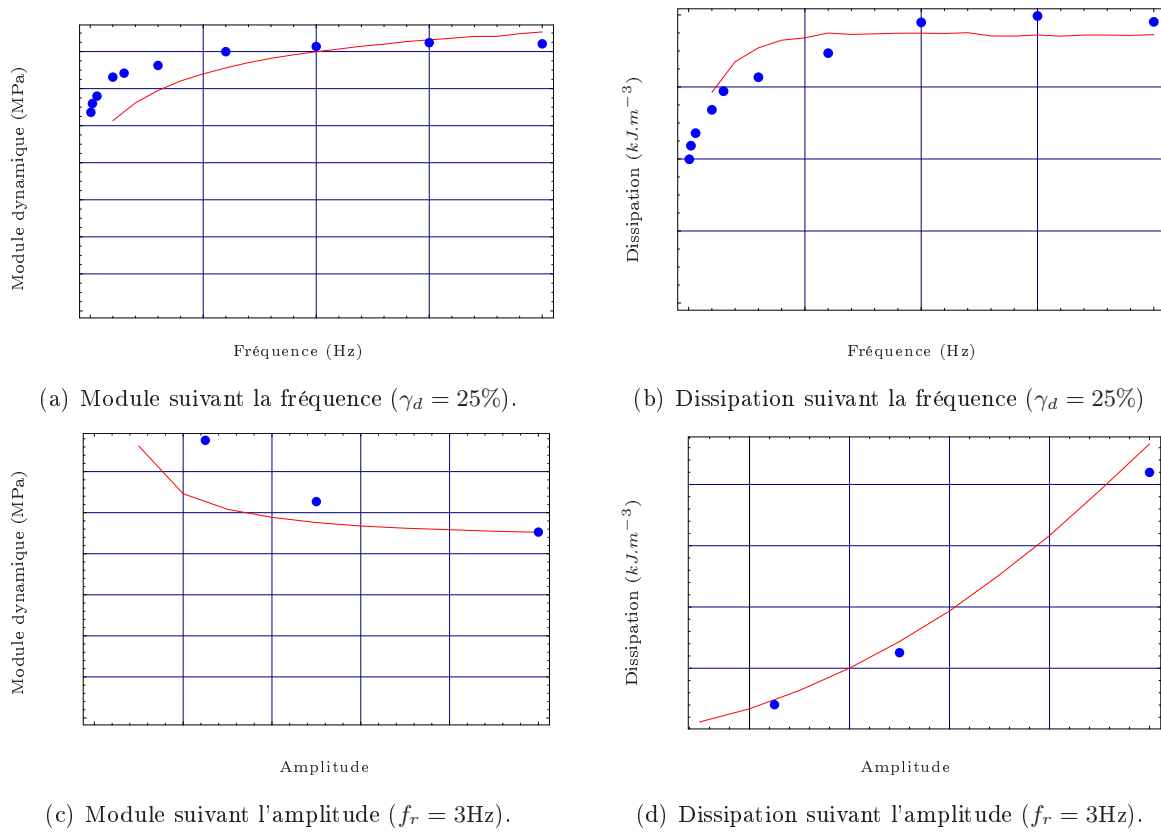 Module dynamique (MPa)
Fréquence (Hz)
(a) Module suivant la fréquence (γ_d = 25%).
Dissipation (kJ.m⁻³)
Fréquence (Hz)
(b) Dissipation suivant la fréquence (γ_d = 25%)
Module dynamique (MPa)
Amplitude
(c) Module suivant l'amplitude (f_r = 3Hz).
Dissipation (kJ.m⁻³)
Amplitude
(d) Dissipation suivant l'amplitude (f_r = 3Hz).